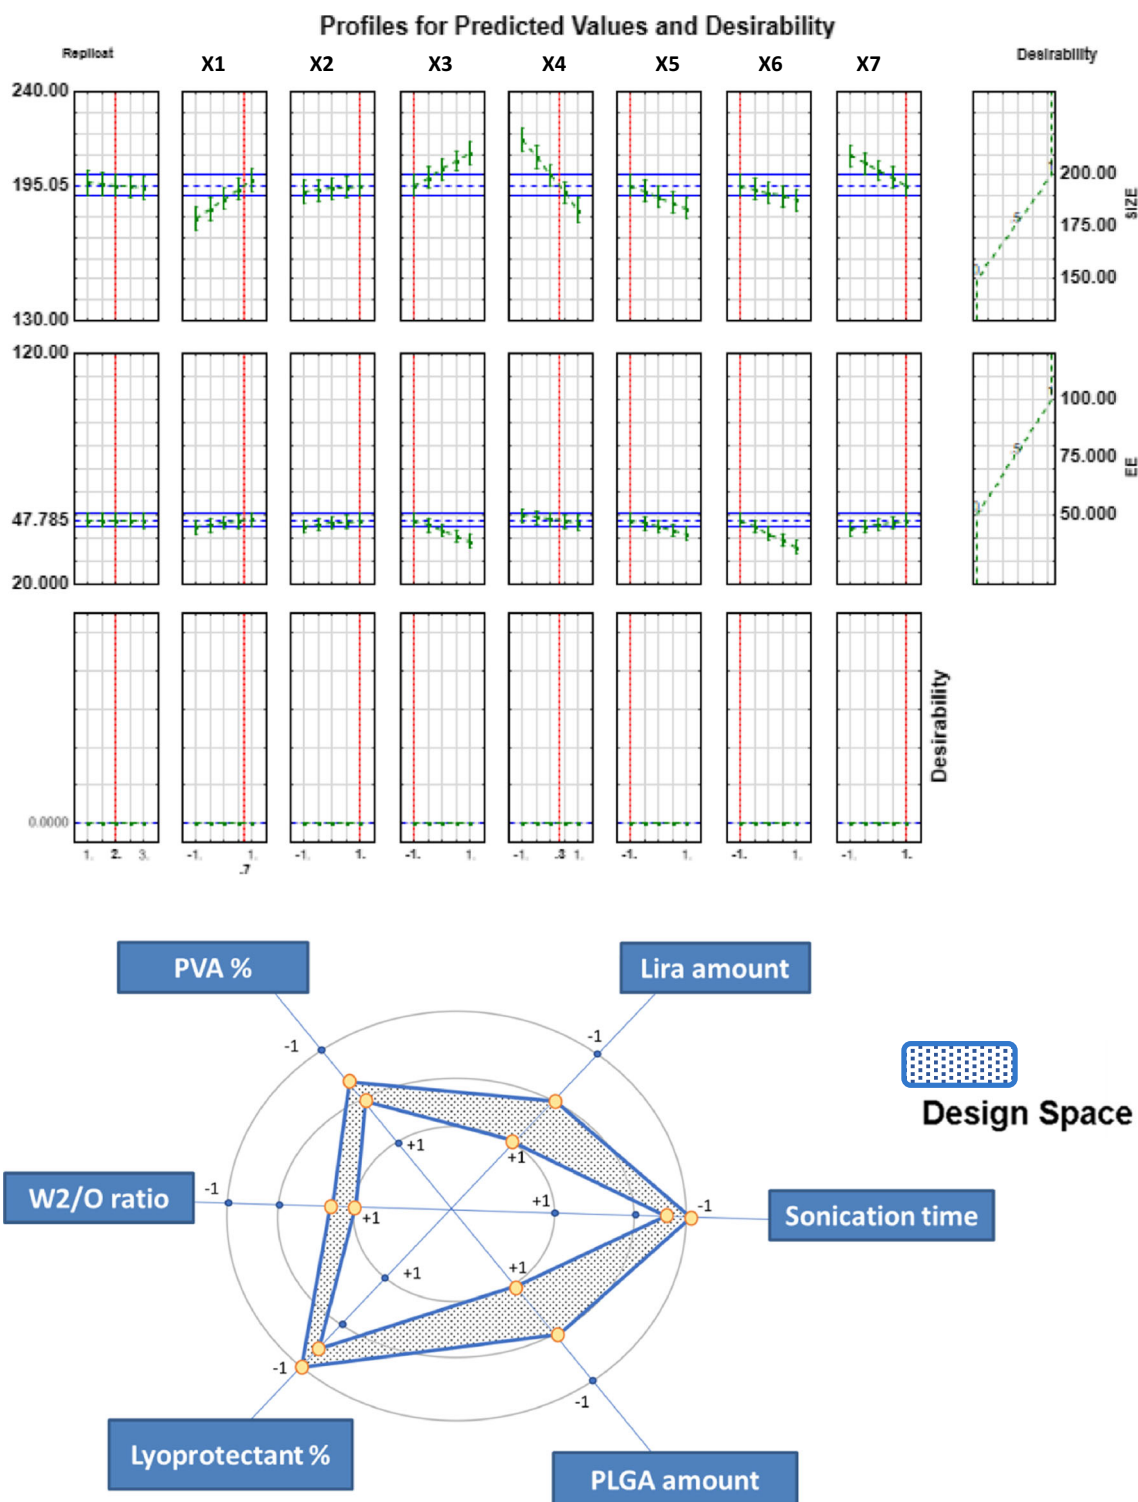 Profiles for Predicted Values and Desirability
Replicat X1 X2 X3 X4 X5 X6 X7 Desirability
240.00
195.05
130.00
200.00
175.00
150.00
SIZE
.5
120.00
47.785
20.000
100.00
75.000
50.000
EE
.5
0.0000
Desirability
1. 2. 3. -1. 1. -1. 1. -1. 1. -1. .3 1. -1. 1. -1. 1. -1. 1.
.7
PVA %
Lira amount
-1
-1
Design Space
+1
+1
W2/O ratio
-1
+1
+1
-1
Sonication time
+1
+1
-1
-1
Lyoprotectant %
PLGA amount